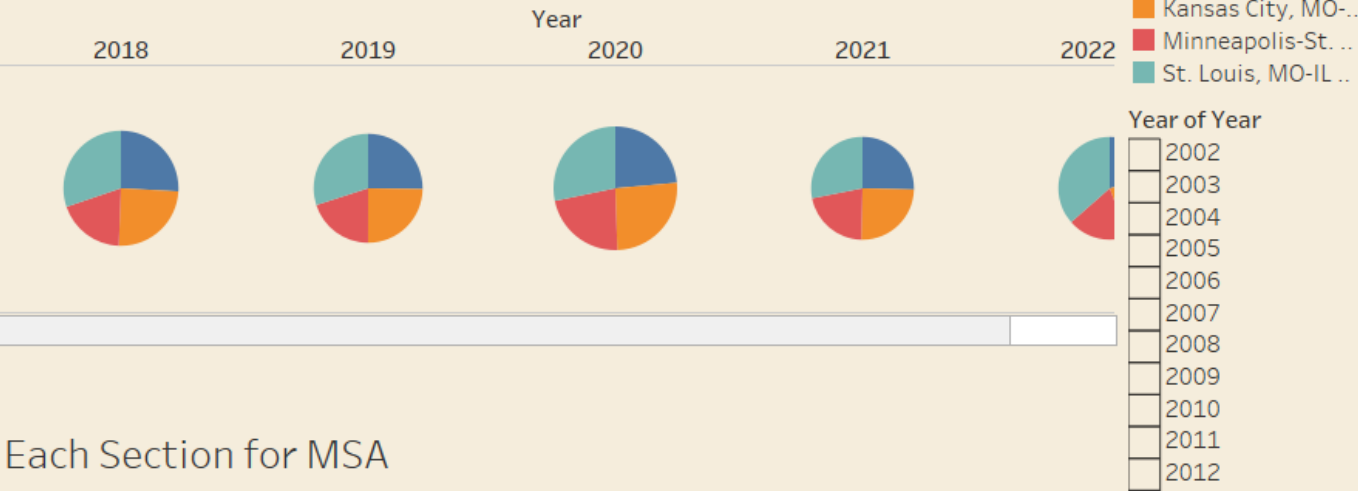 Year
2018 2019 2020 2021 2022
Kansas City, MO-..
Minneapolis-St. ..
St. Louis, MO-IL ..
Year of Year
2002
2003
2004
2005
2006
2007
2008
2009
2010
2011
2012
Each Section for MSA